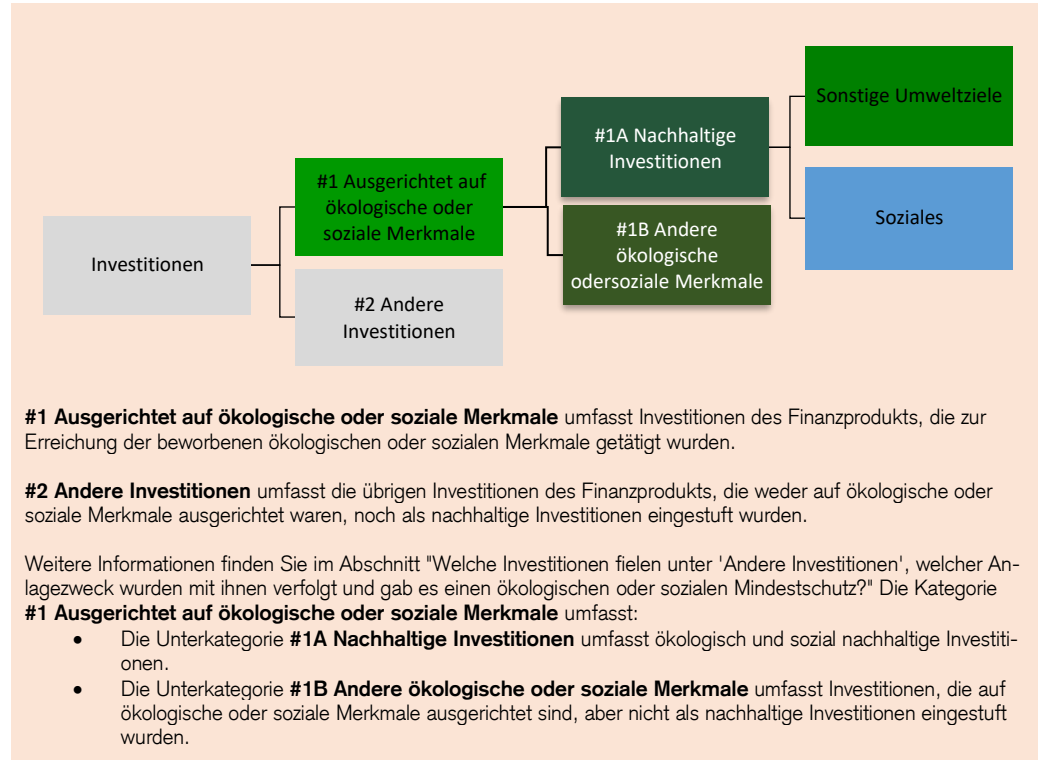 Sonstige Umweltziele
#1A Nachhaltige
Investitionen
#1 Ausgerichtet auf
ökologische oder
soziale Merkmale
Soziales
#1B Andere
ökologische
odersoziale Merkmale
Investitionen
#2 Andere
Investitionen
#1 Ausgerichtet auf ökologische oder soziale Merkmale umfasst Investitionen des Finanzprodukts, die zur
Erreichung der beworbenen ökologischen oder sozialen Merkmale getätigt wurden.
#2 Andere Investitionen umfasst die übrigen Investitionen des Finanzprodukts, die weder auf ökologische oder
soziale Merkmale ausgerichtet waren, noch als nachhaltige Investitionen eingestuft wurden.
Weitere Informationen finden Sie im Abschnitt "Welche Investitionen fielen unter 'Andere Investitionen', welcher An-
lagezweck wurden mit ihnen verfolgt und gab es einen ökologischen oder sozialen Mindestschutz?" Die Kategorie
#1 Ausgerichtet auf ökologische oder soziale Merkmale umfasst:
• Die Unterkategorie #1A Nachhaltige Investitionen umfasst ökologisch und sozial nachhaltige Investiti-
onen.
• Die Unterkategorie #1B Andere ökologische oder soziale Merkmale umfasst Investitionen, die auf
ökologische oder soziale Merkmale ausgerichtet sind, aber nicht als nachhaltige Investitionen eingestuft
wurden.